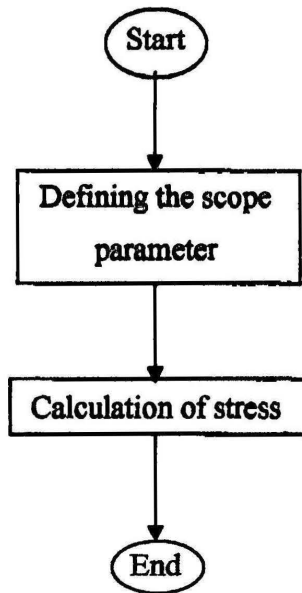 Start
Defining the scope
parameter
Calculation of stress
End